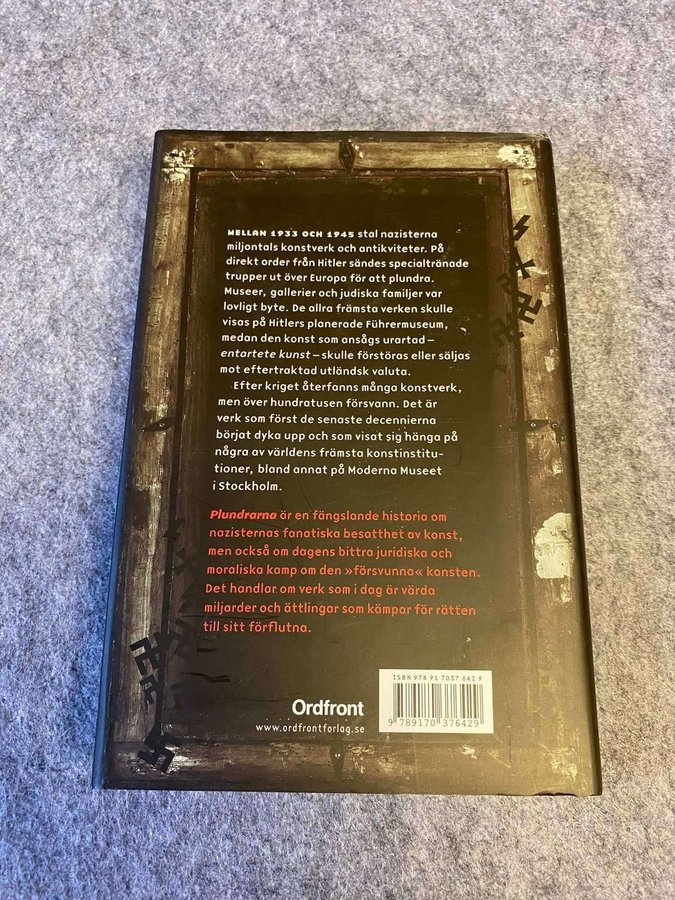 MELLAN 1933 OCH 1945 stal nazisterna
miljontals konstverk och antikviteter. På
direkt order från Hitler sändes specialtränade
trupper ut över Europa för att plundra.
Museer, gallerier och judiska familjer var
lovligt byte. De allra främsta verken skulle
visas på Hitlers planerade Führermuseum,
medan den konst som ansågs urartad –
entartete kunst – skulle förstöras eller säljas
mot eftertraktad utländsk valuta.
Efter kriget återfanns många konstverk,
men över hundratusen försvann. Det är
verk som först de senaste decennierna
börjat dyka upp och som visat sig hänga på
några av världens främsta konstinstitu-
tioner, bland annat på Moderna Museet
i Stockholm.
Plundrarna är en fängslande historia om
nazisternas fanatiska besatthet av konst,
men också om dagens bittra juridiska och
moraliska kamp om den »försvunna« konsten.
Det handlar om verk som i dag är värda
miljarder och ättlingar som kämpar för rätten
till sitt förflutna.
ISBN 978 91 7037 642 9
9 789170 376429
Ordfront
www.ordfrontforlag.se